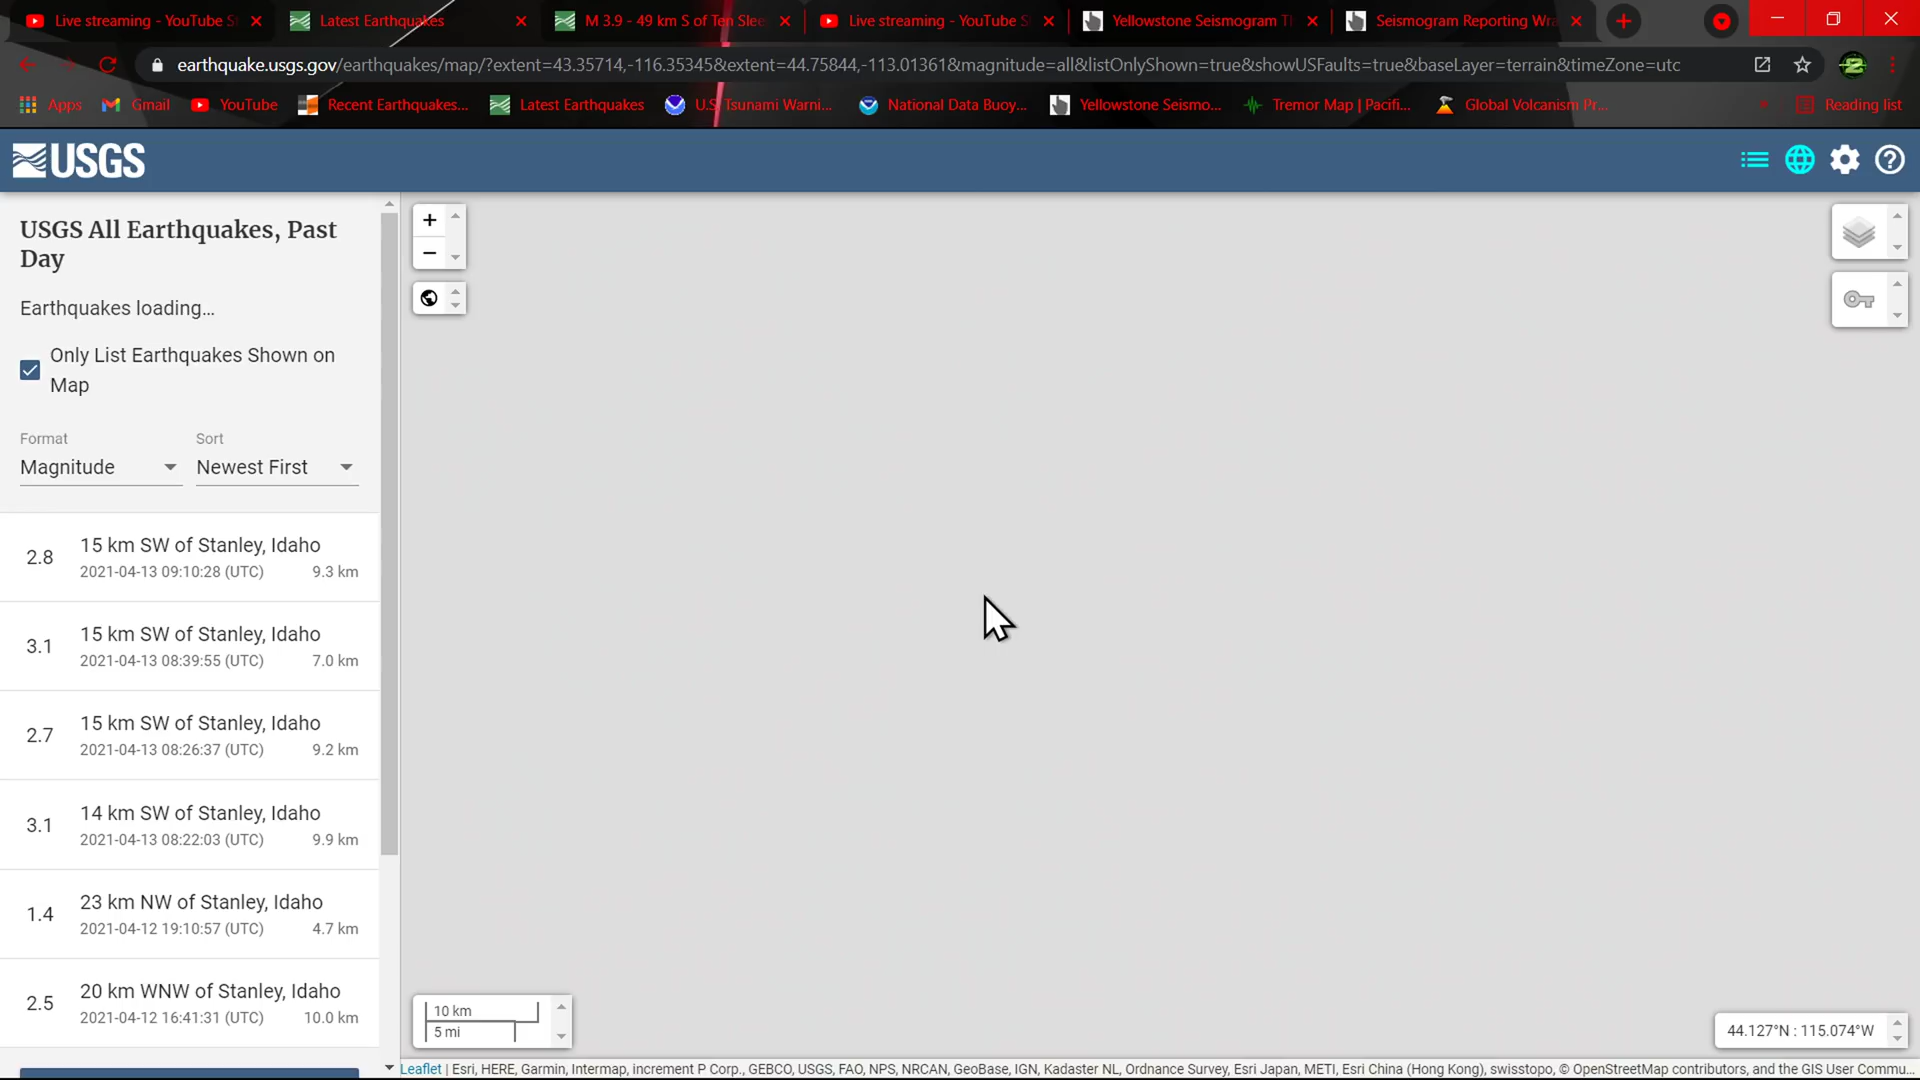 Live streaming - YouTube S
Latest Earthquakes
M 3.9 - 49 km S of Ten Slee
Live streaming - YouTube S
Yellowstone Seismogram T
Seismogram Reporting Wra
earthquake.usgs.gov/earthquakes/map/?extent=43.35714,-116.35345&extent=44.75844,-113.01361&magnitude=all&listOnlyShown=true&showUSFaults=true&baseLayer=terrain&timeZone=utc
Apps
Gmail
YouTube
Recent Earthquakes...
Latest Earthquakes
U.S. Tsunami Warni...
National Data Buoy...
Yellowstone Seismo...
Tremor Map | Pacifi...
Global Volcanism Pr...
Reading list
USGS
USGS All Earthquakes, Past
Day
Earthquakes loading...
Only List Earthquakes Shown on
Map
Format
Sort
Magnitude
Newest First
2.8
15 km SW of Stanley, Idaho
2021-04-13 09:10:28 (UTC)
9.3 km
3.1
15 km SW of Stanley, Idaho
2021-04-13 08:39:55 (UTC)
7.0 km
2.7
15 km SW of Stanley, Idaho
2021-04-13 08:26:37 (UTC)
9.2 km
3.1
14 km SW of Stanley, Idaho
2021-04-13 08:22:03 (UTC)
9.9 km
1.4
23 km NW of Stanley, Idaho
2021-04-12 19:10:57 (UTC)
4.7 km
2.5
20 km WNW of Stanley, Idaho
2021-04-12 16:41:31 (UTC)
10.0 km
10 km
5 mi
44.127°N : 115.074°W
Leaflet | Esri, HERE, Garmin, Intermap, increment P Corp., GEBCO, USGS, FAO, NPS, NRCAN, GeoBase, IGN, Kadaster NL, Ordnance Survey, Esri Japan, METI, Esri China (Hong Kong), swisstopo, © OpenStreetMap contributors, and the GIS User Commu...